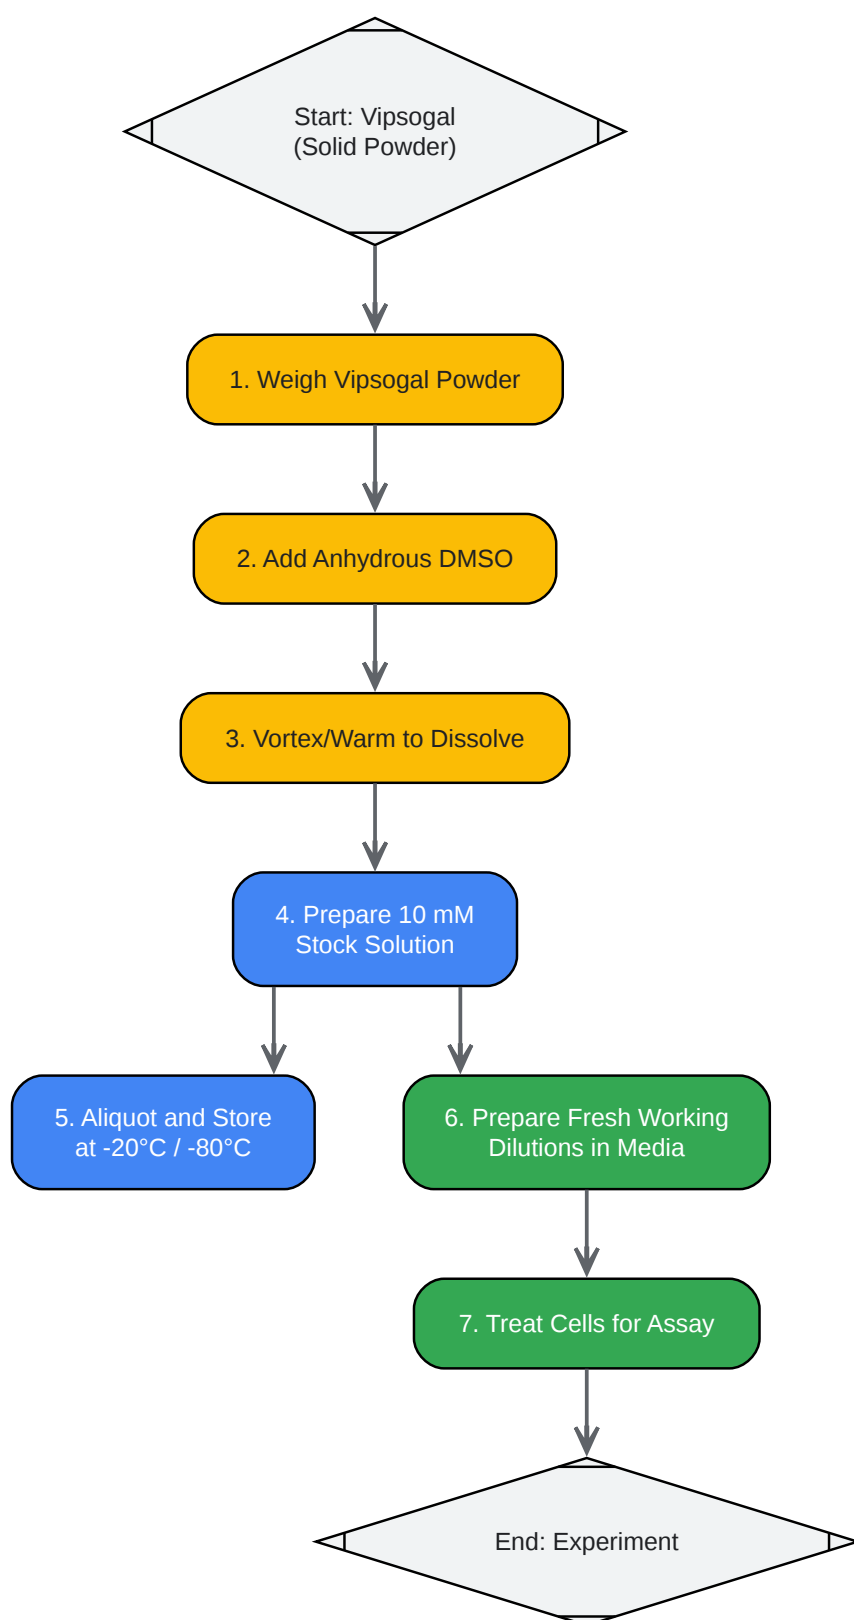 Start: Vipsogal
(Solid Powder)
1. Weigh Vipsogal Powder
2. Add Anhydrous DMSO
3. Vortex/Warm to Dissolve
4. Prepare 10 mM
Stock Solution
5. Aliquot and Store
at -20°C / -80°C
6. Prepare Fresh Working
Dilutions in Media
7. Treat Cells for Assay
End: Experiment